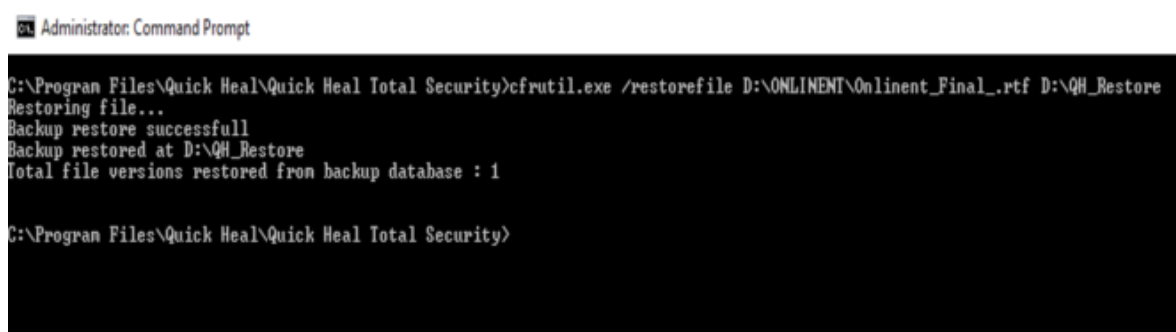 Administrator: Command Prompt
C:\Program Files\Quick Heal\Quick Heal Total Security>cfrutil.exe /restorefile D:\ONLINENT\Onlinent_Final_.rtf D:\QH_Restore
Restoring file...
Backup restore successfull
Backup restored at D:\QH_Restore
Total file versions restored from backup database : 1
C:\Program Files\Quick Heal\Quick Heal Total Security>